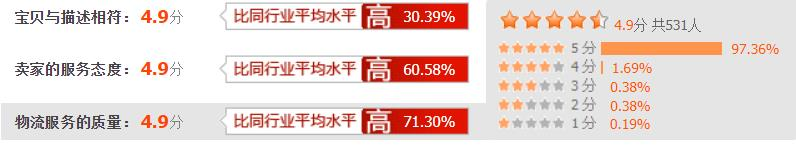 宝贝与描述相符：4.9分 比同行业平均水平 高 30.39%
卖家的服务态度：4.9分 比同行业平均水平 高 60.58%
物流服务的质量：4.9分 比同行业平均水平 高 71.30%
4.9分 共531人
5分 97.36%
4分 1.69%
3分 0.38%
2分 0.38%
1分 0.19%